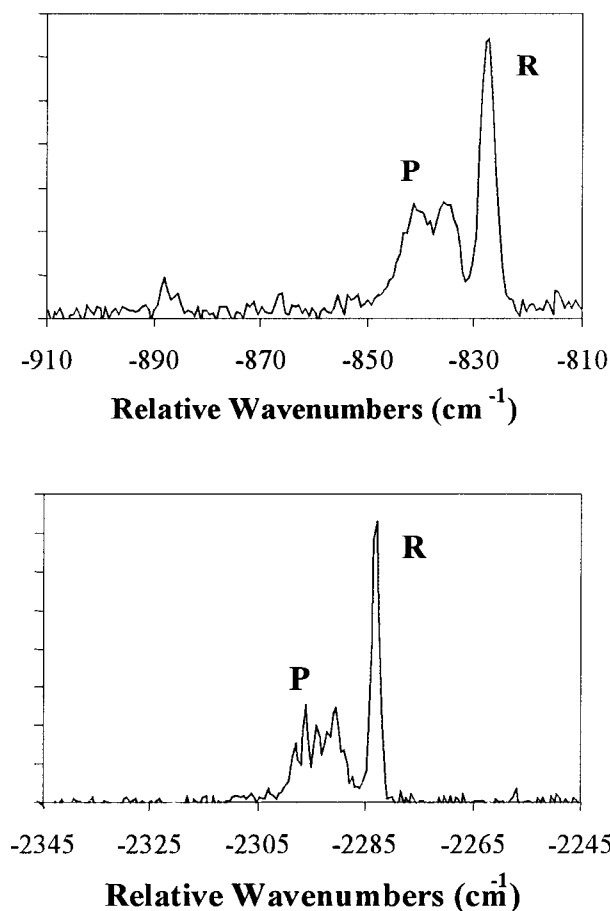 R
P
-910 -890 -870 -850 -830 -810
Relative Wavenumbers (cm -1)
R
P
-2345 -2325 -2305 -2285 -2265 -2245
Relative Wavenumbers (cm-1)